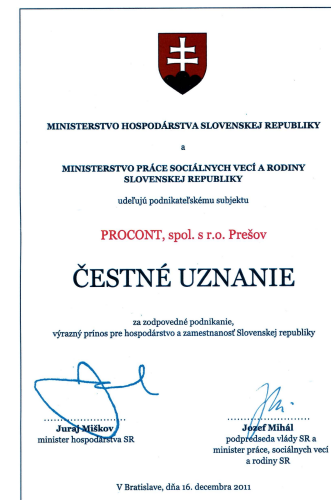 MINISTERSTVO HOSPODÁRSTVA SLOVENSKEJ REPUBLIKY
a
MINISTERSTVO PRÁCE SOCIÁLNYCH VECÍ A RODINY
SLOVENSKEJ REPUBLIKY
udeľujú podnikateľskému subjektu
PROCONT, spol. s r.o. Prešov
ČESTNÉ UZNANIE
za zodpovedné podnikanie,
výrazný prínos pre hospodárstvo a zamestnanosť Slovenskej republiky
Juraj Miškov
minister hospodárstva SR
Jozef Mihál
podpredseda vlády SR a
minister práce, sociálnych vecí
a rodiny SR
V Bratislave, dňa 16. decembra 2011